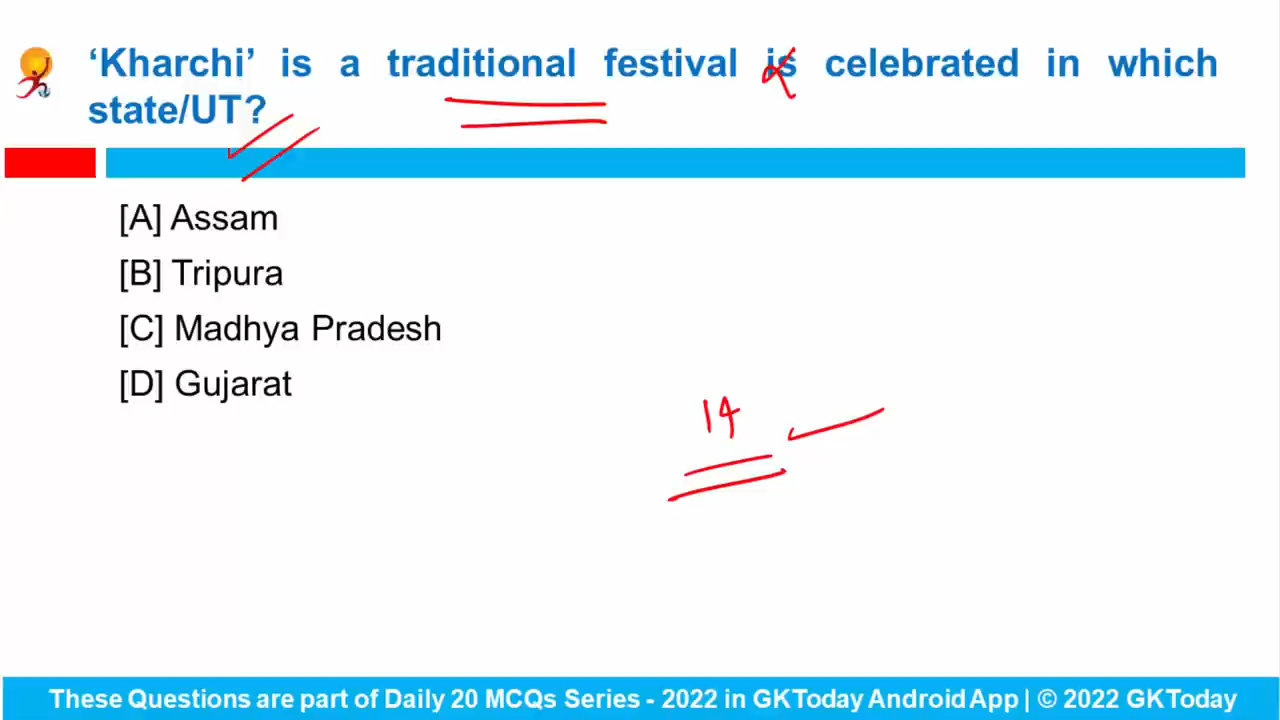 ‘Kharchi’ is a traditional festival is celebrated in which
state/UT?
[A] Assam
[B] Tripura
[C] Madhya Pradesh
[D] Gujarat
14
These Questions are part of Daily 20 MCQs Series - 2022 in GKToday Android App | © 2022 GKToday